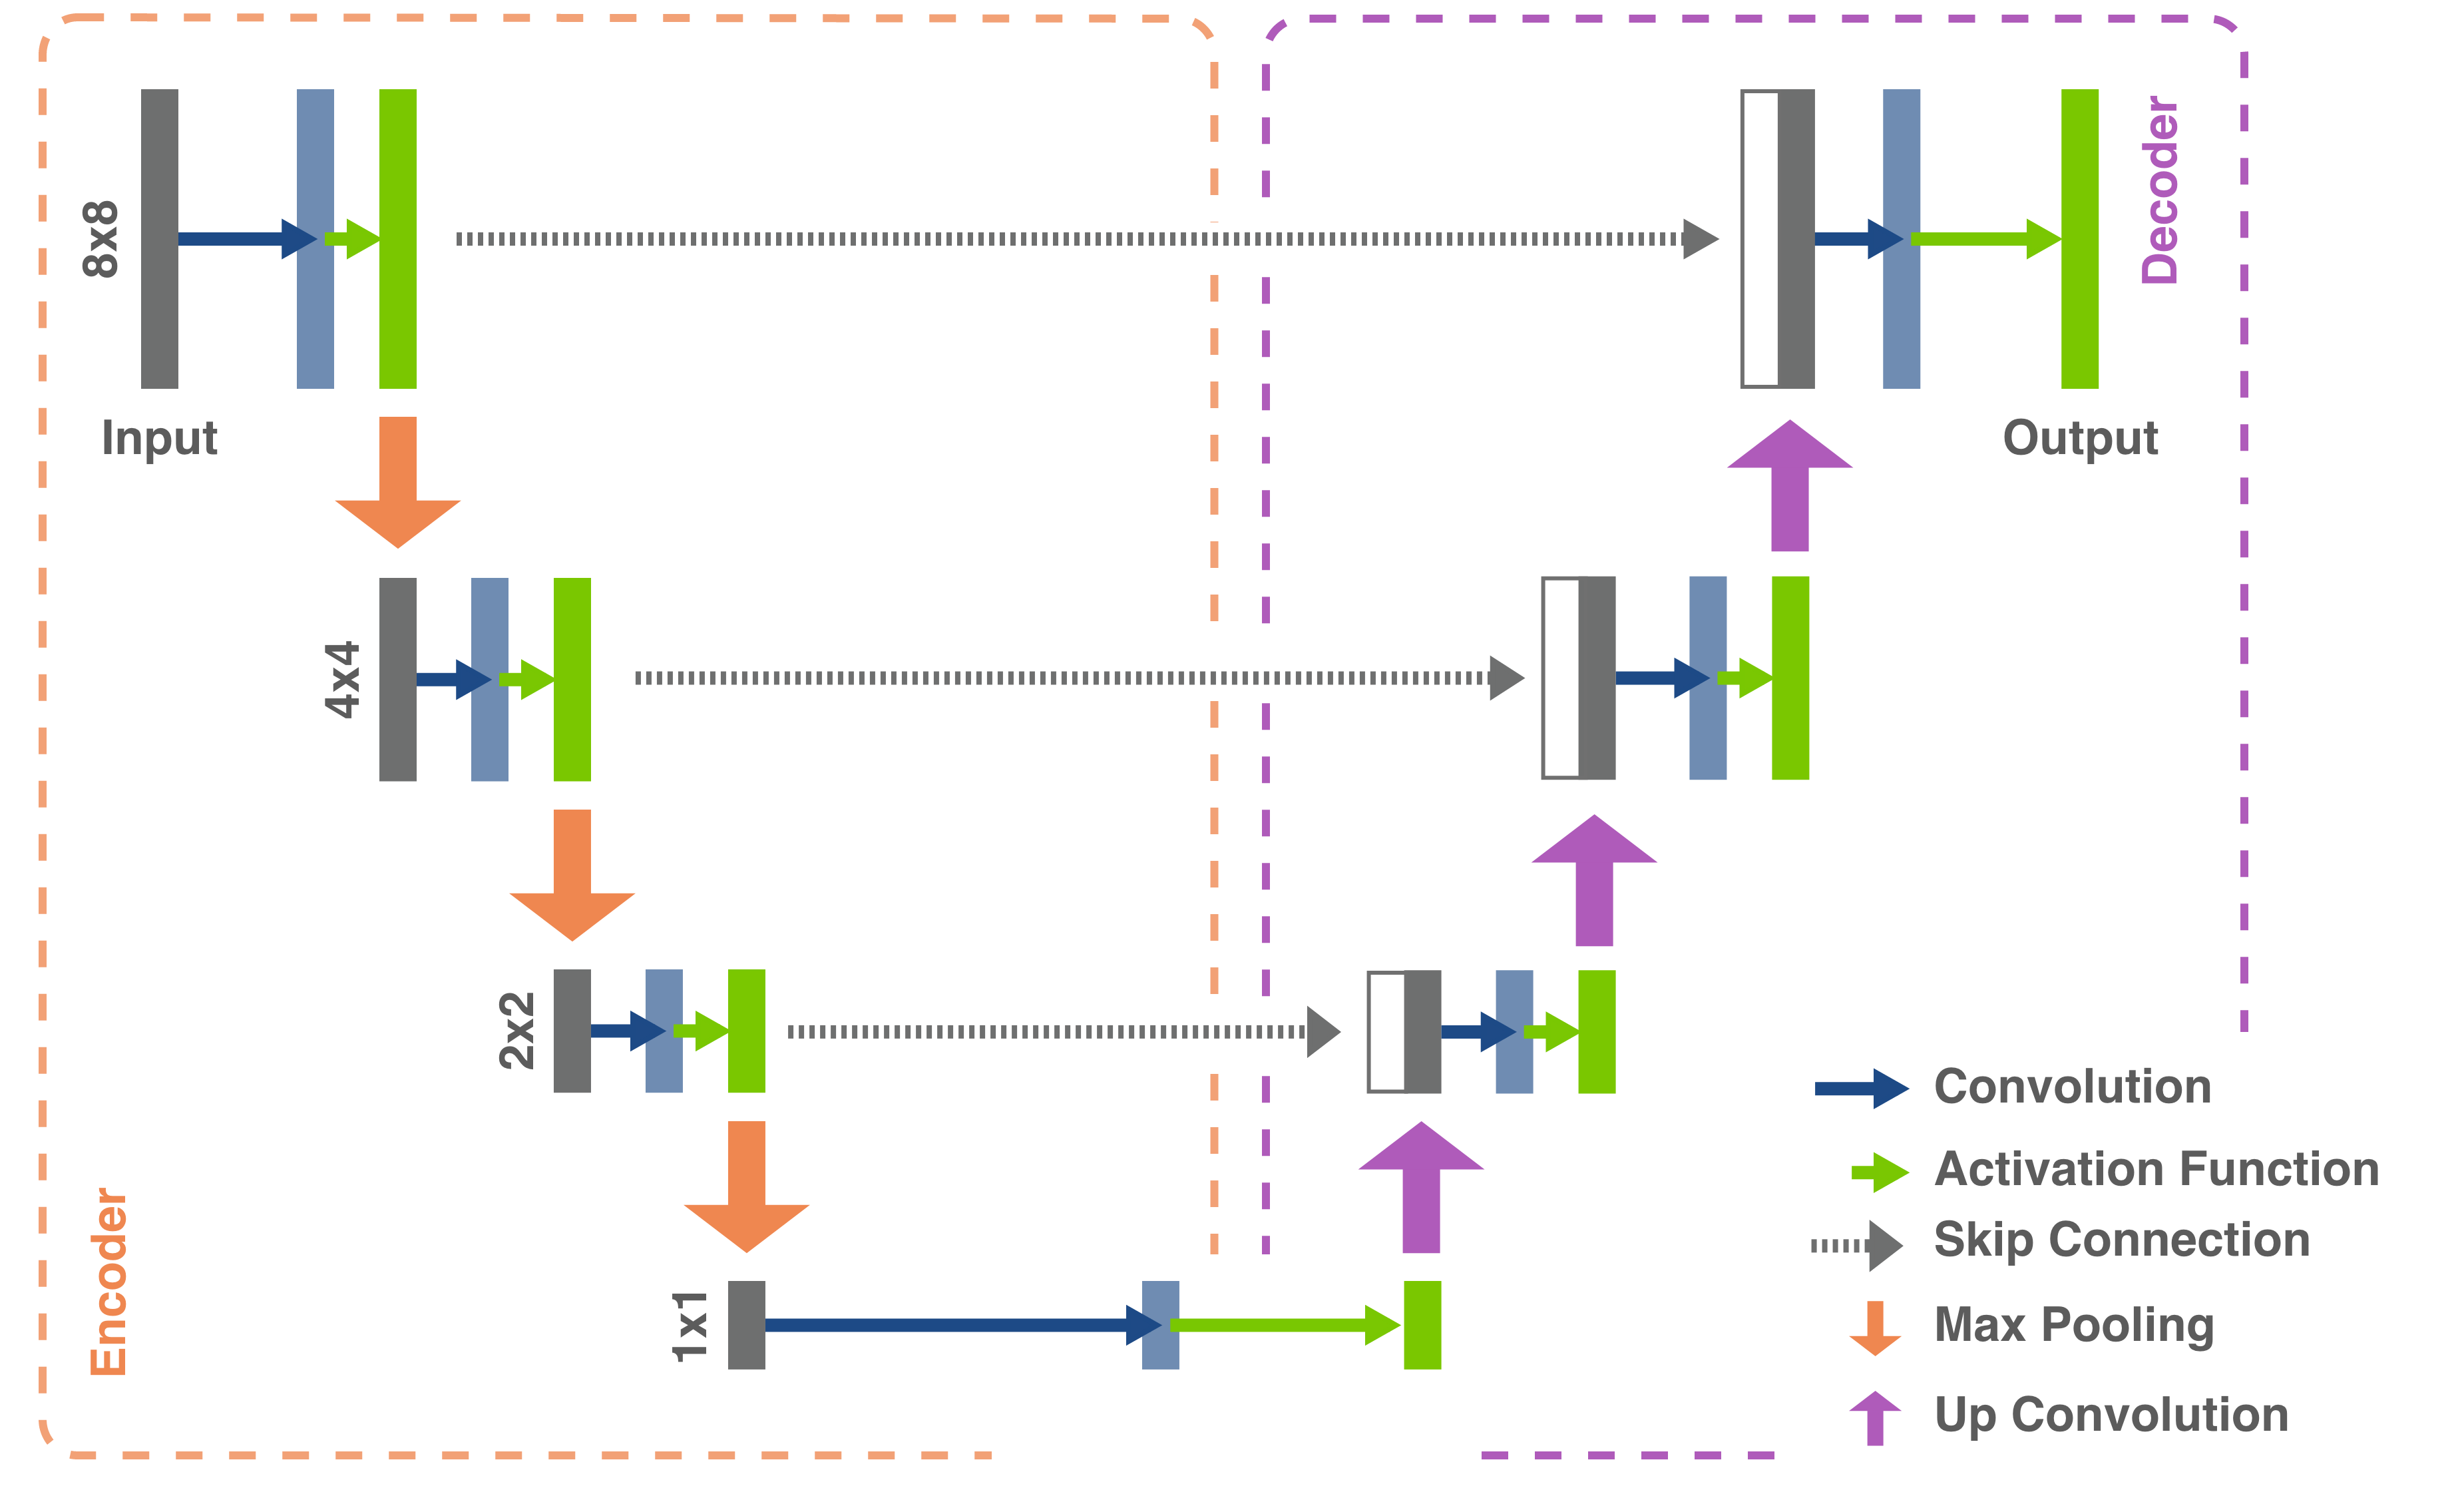 8x8
Input
4x4
2x2
1x1
Encoder
Decoder
Output
Convolution
Activation Function
Skip Connection
Max Pooling
Up Convolution